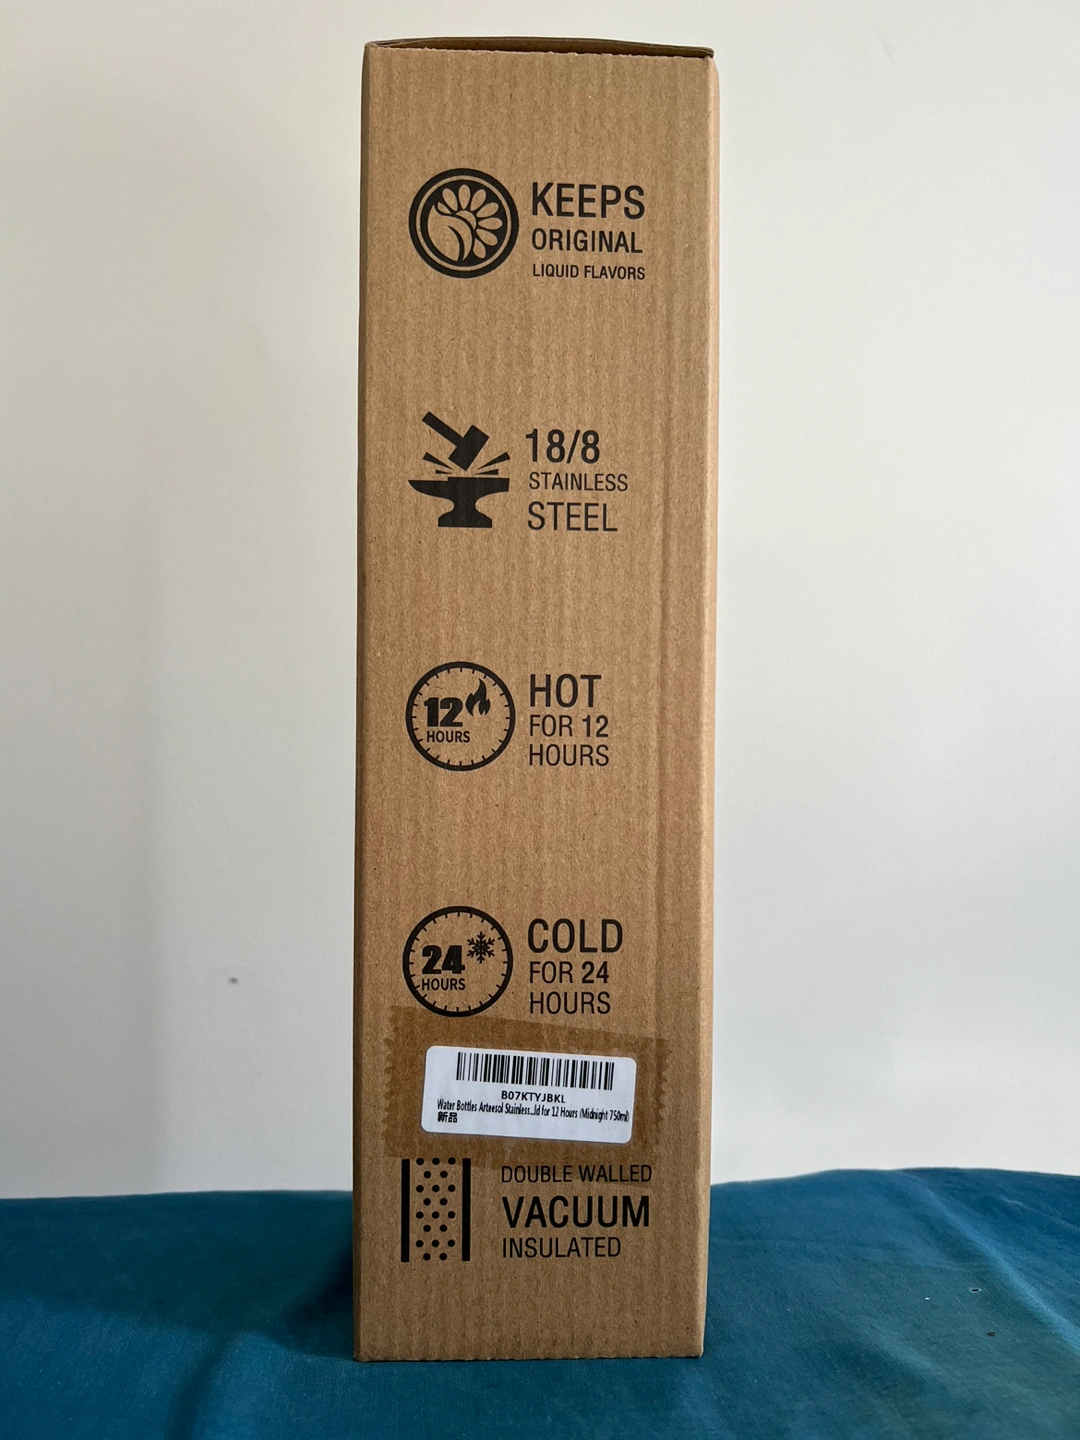 KEEPS
ORIGINAL
LIQUID FLAVORS
18/8
STAINLESS
STEEL
12
HOURS
HOT
FOR 12
HOURS
24
HOURS
COLD
FOR 24
HOURS
B07KTYJBKL
Water Bottles Arteesol Stainless...ld for 12 Hours (Midnight 750ml)
新品
DOUBLE WALLED
VACUUM
INSULATED